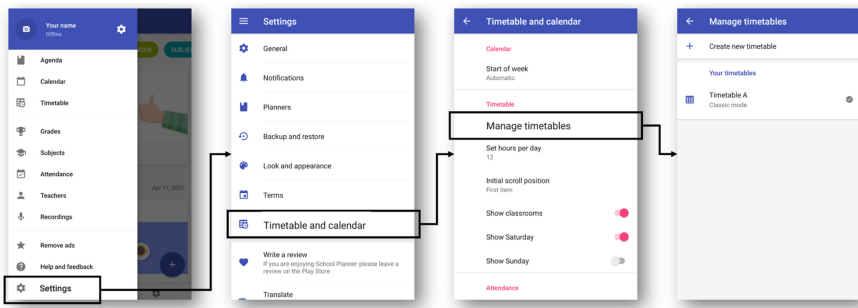 Your name
Offline
Agenda
Calendar
Timetable
Grades
Subjects
Attendance
Teachers
Recordings
Remove ads
Help and feedback
Settings
SUBJE
Apr 11, 2021
Settings
General
Notifications
Planners
Backup and restore
Look and appearance
Terms
Timetable and calendar
Write a review
If you are enjoying School Planner please leave a
review on the Play Store
Translate
Timetable and calendar
Calendar
Start of week
Automatic
Timetable
Manage timetables
Set hours per day
12
Initial scroll position
First item
Show classrooms
Show Saturday
Show Sunday
Attendance
Manage timetables
Create new timetable
Your timetables
Timetable A
Classic mode